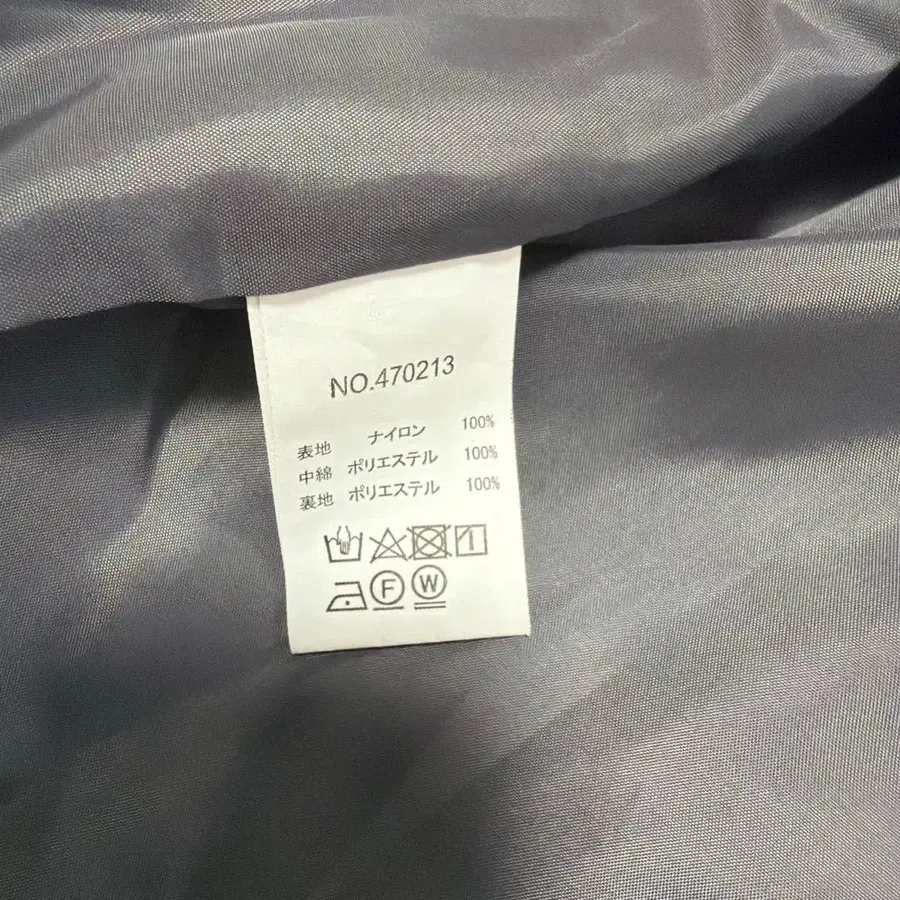 NO.470213
表地 ナイロン 100%
中綿 ポリエステル 100%
裏地 ポリエステル 100%
F W